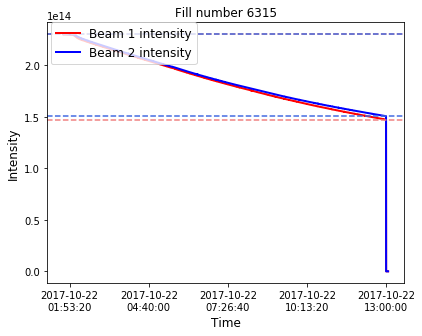 Fill number 6315
1e14
Beam 1 intensity
Beam 2 intensity
2.0
1.5
1.0
0.5
0.0
Intensity
2017-10-22 2017-10-22 2017-10-22 2017-10-22 2017-10-22
01:53:20 04:40:00 07:26:40 10:13:20 13:00:00
Time